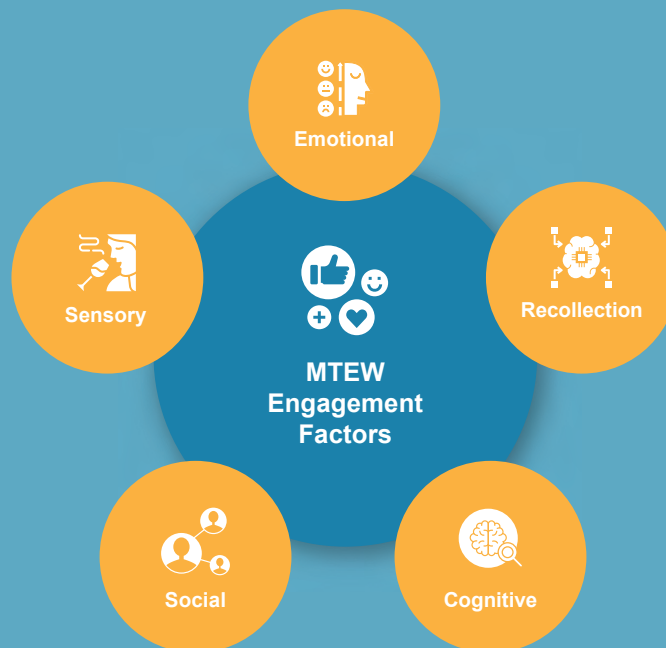 Emotional
Sensory
Recollection
MTEW
Engagement
Factors
Social
Cognitive